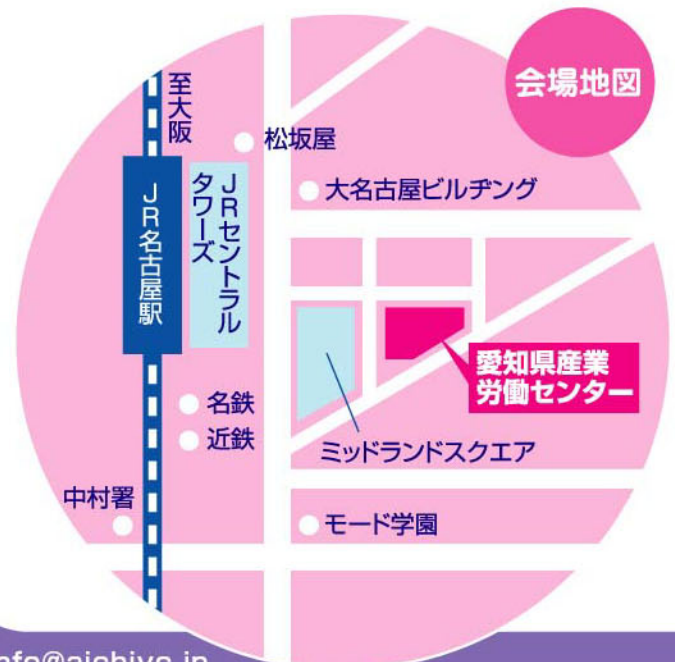 会場地図
至大阪
松坂屋
大名古屋ビルヂング
JR名古屋駅
JRセントラル
タワーズ
愛知県産業
労働センター
名鉄
近鉄
ミッドランドスクエア
中村署
モード学園
nfo@aichiyo.jp